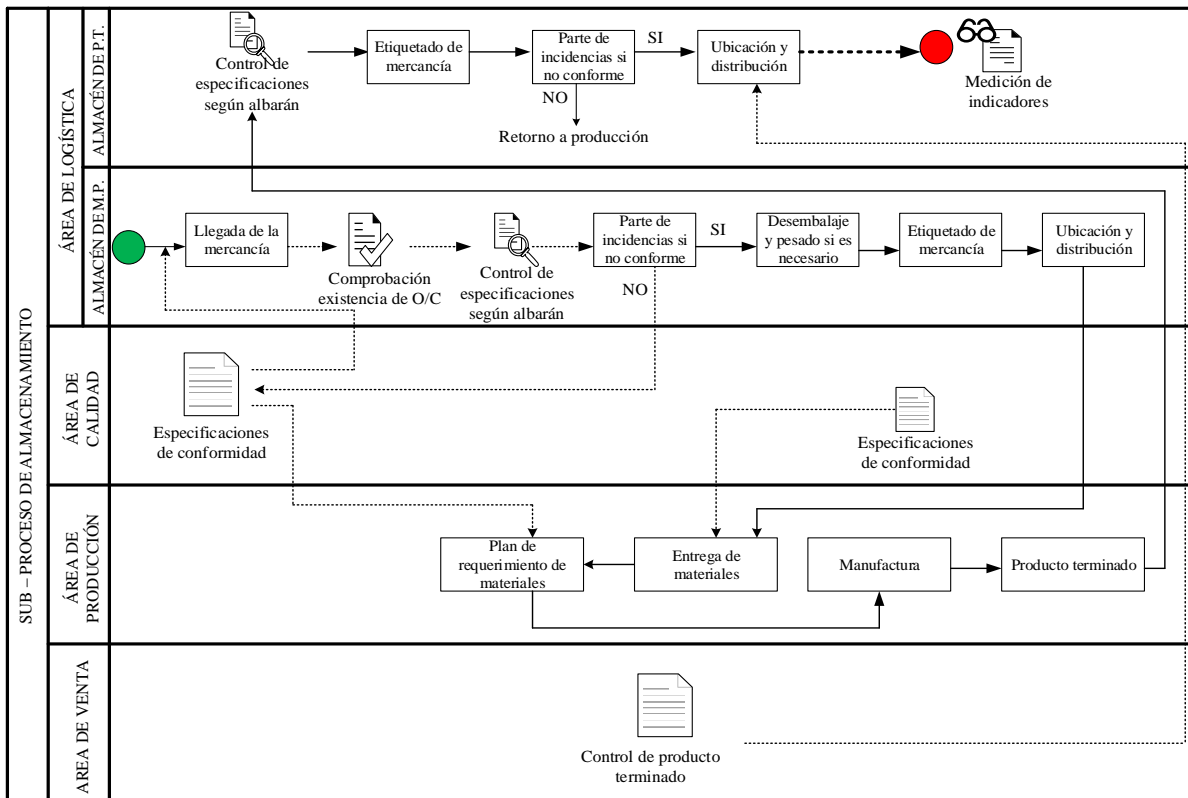 SUB – PROCESO DE ALMACENAMIENTO
ÁREA DE LOGÍSTICA
ALMACÉN DE P.T.
Control de
especificaciones
según albarán
Etiquetado de
mercancía
Parte de
incidencias si
no conforme
SI
NO
Retorno a producción
Ubicación y
distribución
Medición de
indicadores
ALMACÉN DE M.P.
Llegada de la
mercancía
Comprobación
existencia de O/C
Control de
especificaciones
según albarán
Parte de
incidencias si
no conforme
SI
NO
Desembalaje
y pesado si es
necesario
Etiquetado de
mercancía
Ubicación y
distribución
ÁREA DE
CALIDAD
Especificaciones
de conformidad
Especificaciones
de conformidad
ÁREA DE
PRODUCCIÓN
Plan de
requerimiento de
materiales
Entrega de
materiales
Manufactura
Producto terminado
AREA DE VENTA
Control de producto
terminado